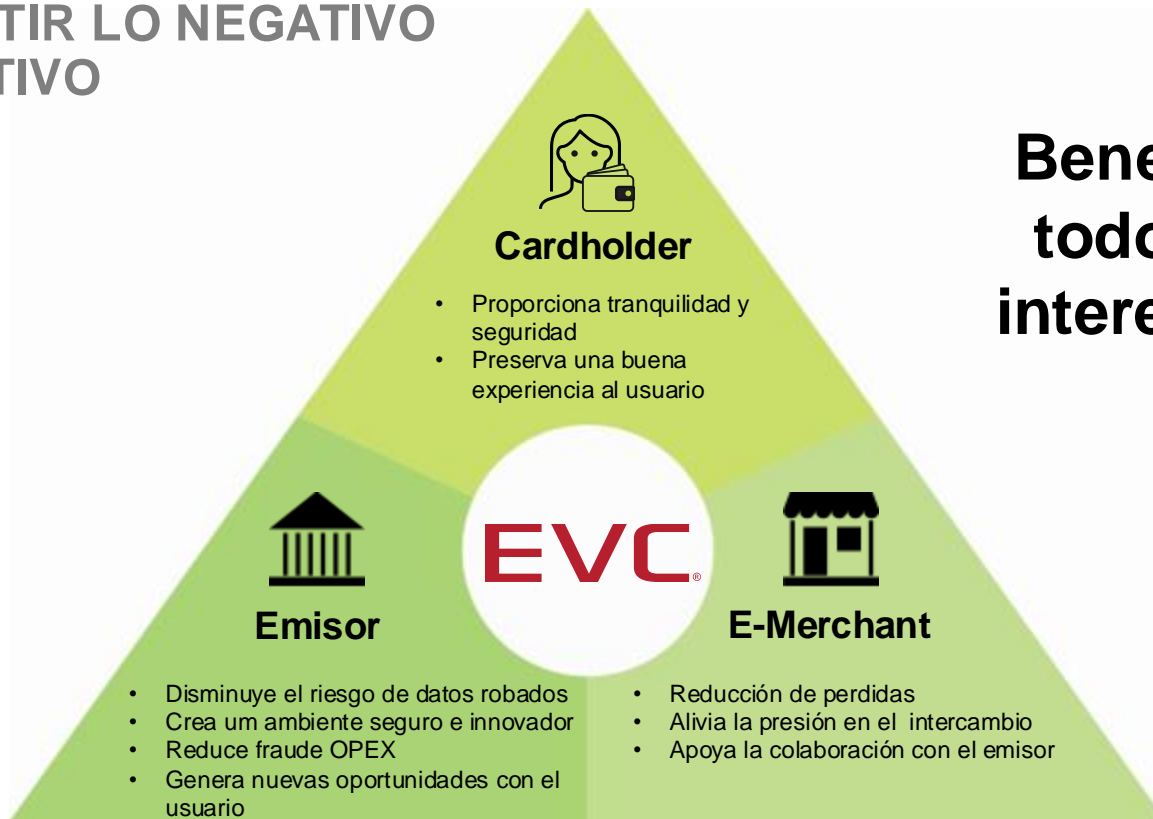 TIR LO NEGATIVO
TIVO
Bene
todo
intere
Cardholder
• Proporciona tranquilidad y
seguridad
• Preserva una buena
experiencia al usuario
EVC®
Emisor
• Disminuye el riesgo de datos robados
• Crea um ambiente seguro e innovador
• Reduce fraude OPEX
• Genera nuevas oportunidades con el
usuario
E-Merchant
• Reducción de perdidas
• Alivia la presión en el  intercambio
• Apoya la colaboración con el emisor